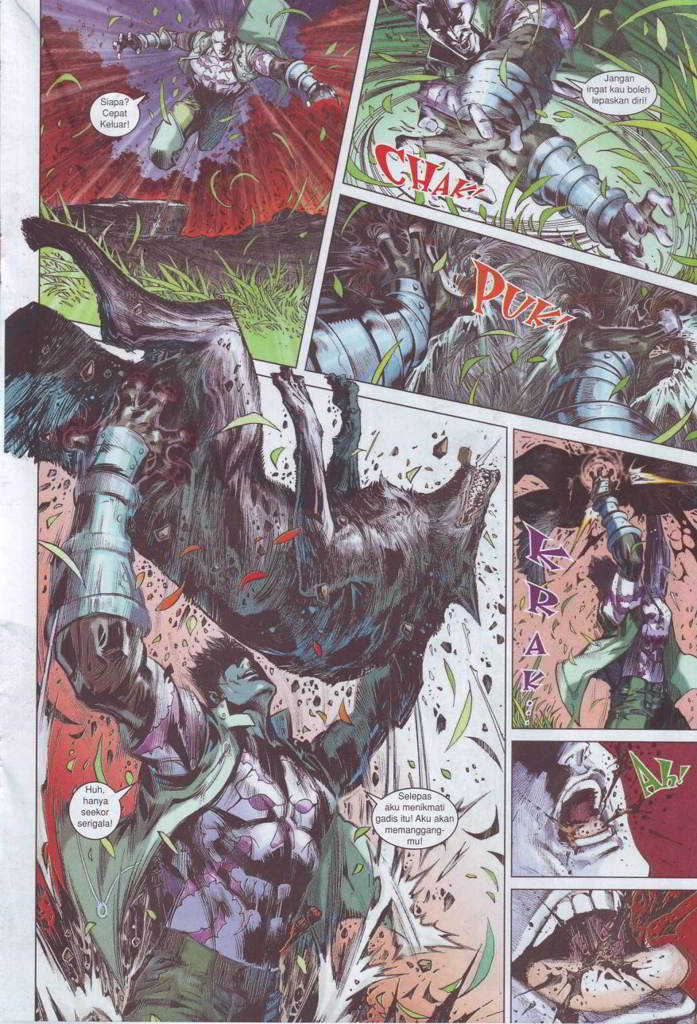 Siapa?
Cepat
Keluar!
Jangan
ingat kau boleh
lepaskan diri!
CHAK!
PUK!
KRAK!
Huh,
hanya
seekor
serigala!
Selepas
aku menikmati
gadis itu! Aku akan
memanggang-
mu!
Ah!